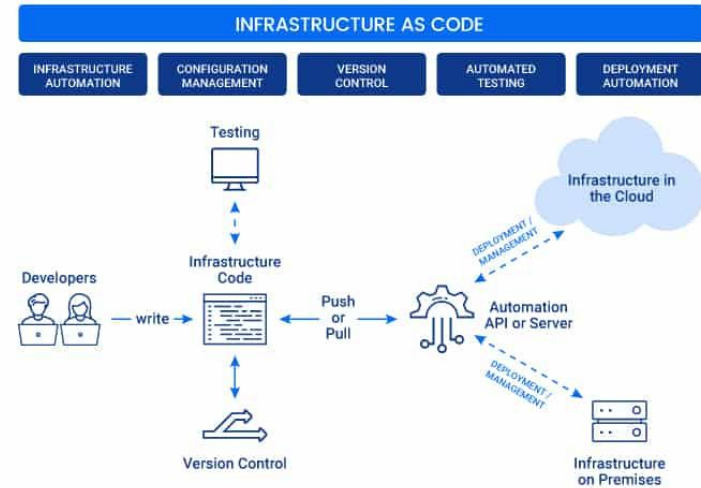 INFRASTRUCTURE AS CODE
INFRASTRUCTURE
AUTOMATION
CONFIGURATION
MANAGEMENT
VERSION
CONTROL
AUTOMATED
TESTING
DEPLOYMENT
AUTOMATION
Testing
Infrastructure in
the Cloud
DEPLOYMENT /
MANAGEMENT
Developers
Infrastructure
Code
write
Push
or
Pull
Automation
API or Server
DEPLOYMENT /
MANAGEMENT
Version Control
Infrastructure
on Premises